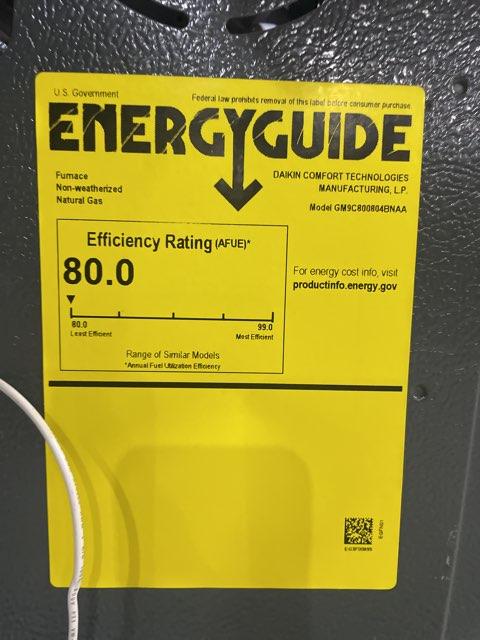 U.S. Government
Federal law prohibits removal of this label before consumer purchase.
ENERGYGUIDE
Furnace
Non-weatherized
Natural Gas
DAIKIN COMFORT TECHNOLOGIES
MANUFACTURING, L.P.
Model GM9C800804BNAA
Efficiency Rating (AFUE)*
80.0
80.0
Least Efficient
99.0
Most Efficient
Range of Similar Models
*Annual Fuel Utilization Efficiency
For energy cost info, visit
productinfo.energy.gov